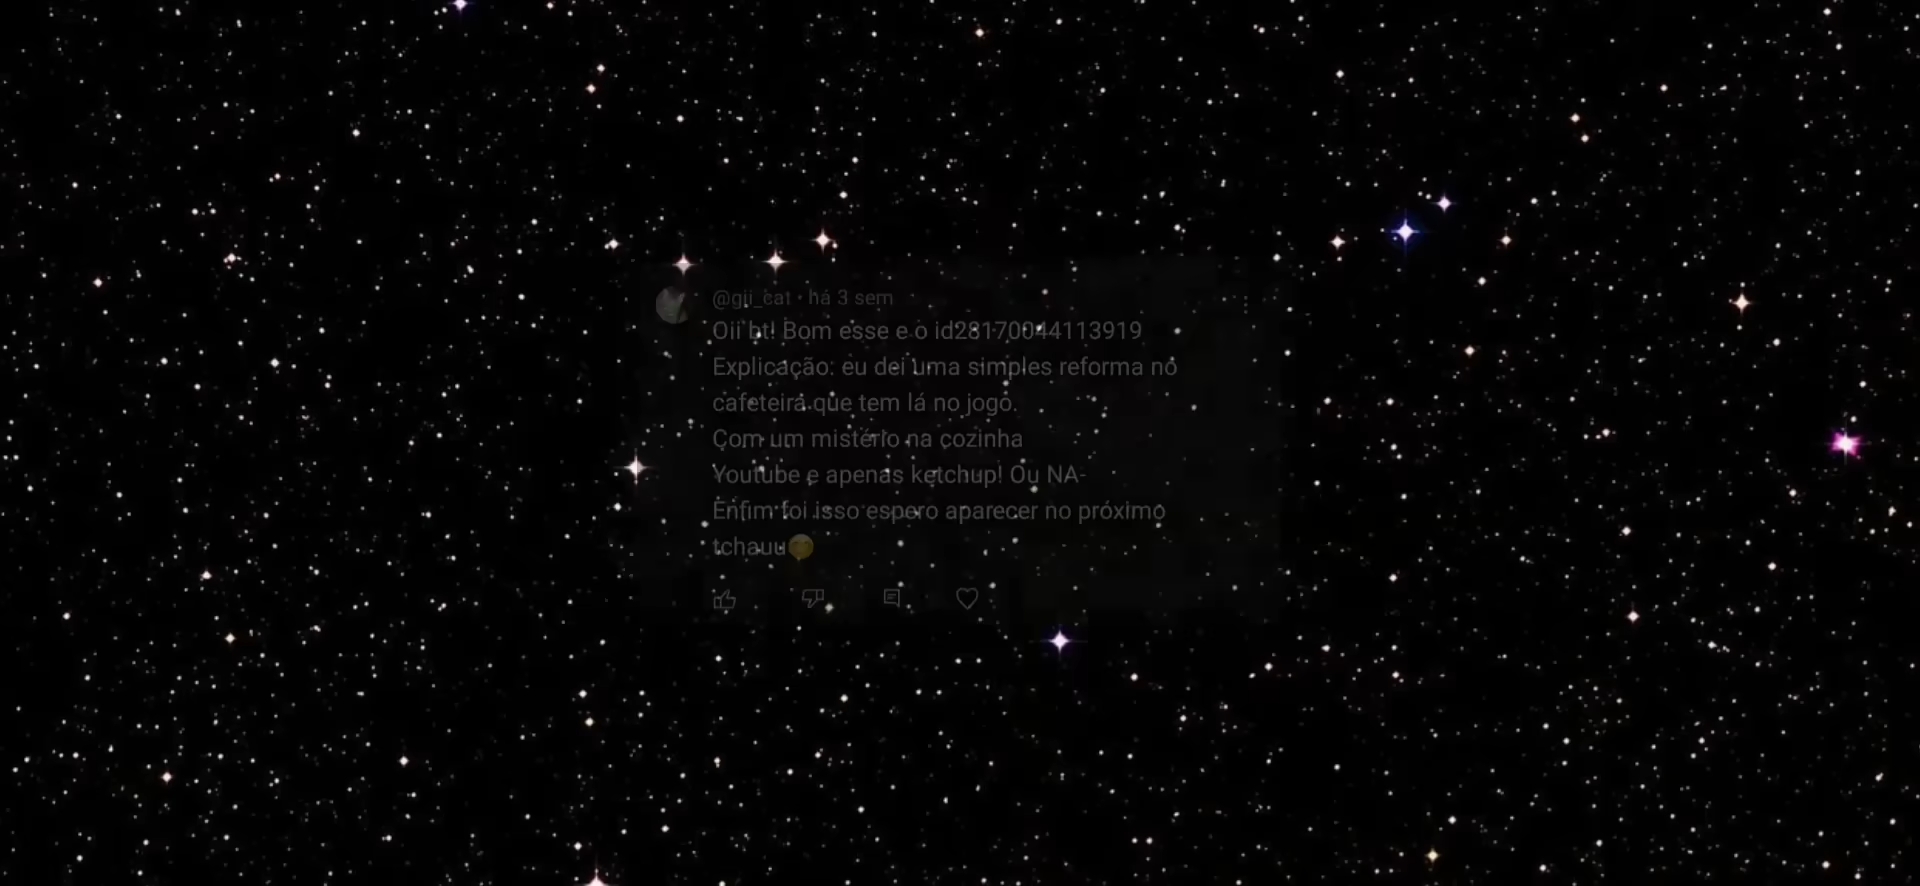 @gii_cat · há 3 sem
Oii bt! Bom esse e o id28170044113919
Explicação: eu dei uma simples reforma no
cafeteira que tem lá no jogo.
Com um mistério na cozinha
Youtube e apenas ketchup! Ou NA-
Enfim foi isso espero aparecer no próximo
tchauu🤭